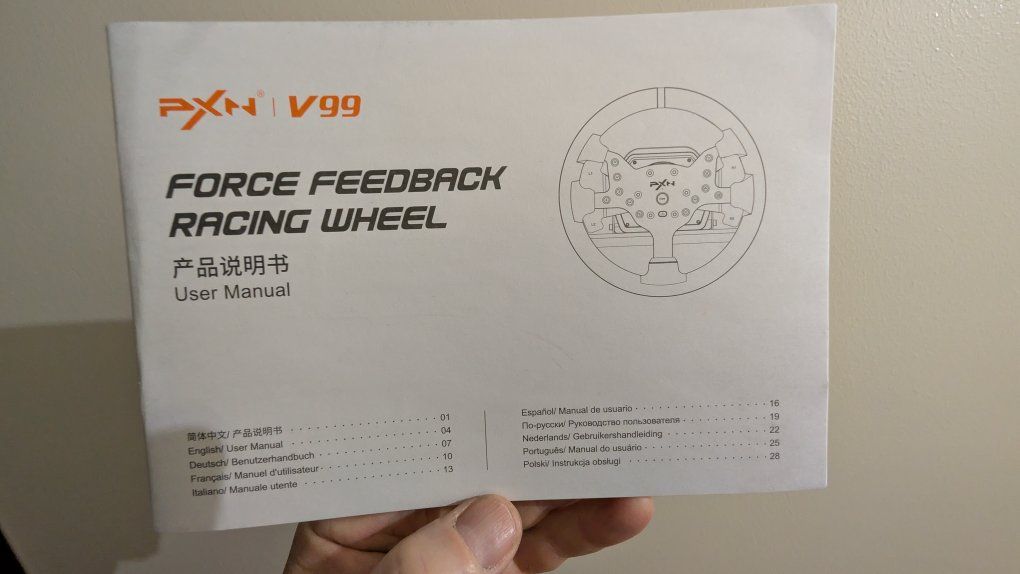 PXN® | V99
FORCE FEEDBACK
RACING WHEEL
产品说明书
User Manual
PXN
简体中文/ 产品说明书 · · · · · · · · · · · · · · · · 01
English/ User Manual · · · · · · · · · · · · · · · · 04
Deutsch/ Benutzerhandbuch · · · · · · · · · · · · · 07
Français/ Manuel d'utilisateur · · · · · · · · · · · · · 10
Italiano/ Manuale utente · · · · · · · · · · · · · · · 13
Español/ Manual de usuario · · · · · · · · · · · · · · 16
По-русски/ Руководство пользователя · · · · · · · · · 19
Nederlands/ Gebruikershandleiding · · · · · · · · · · · 22
Português/ Manual do usuário · · · · · · · · · · · · · 25
Polski/ Instrukcja obsługi · · · · · · · · · · · · · · · 28